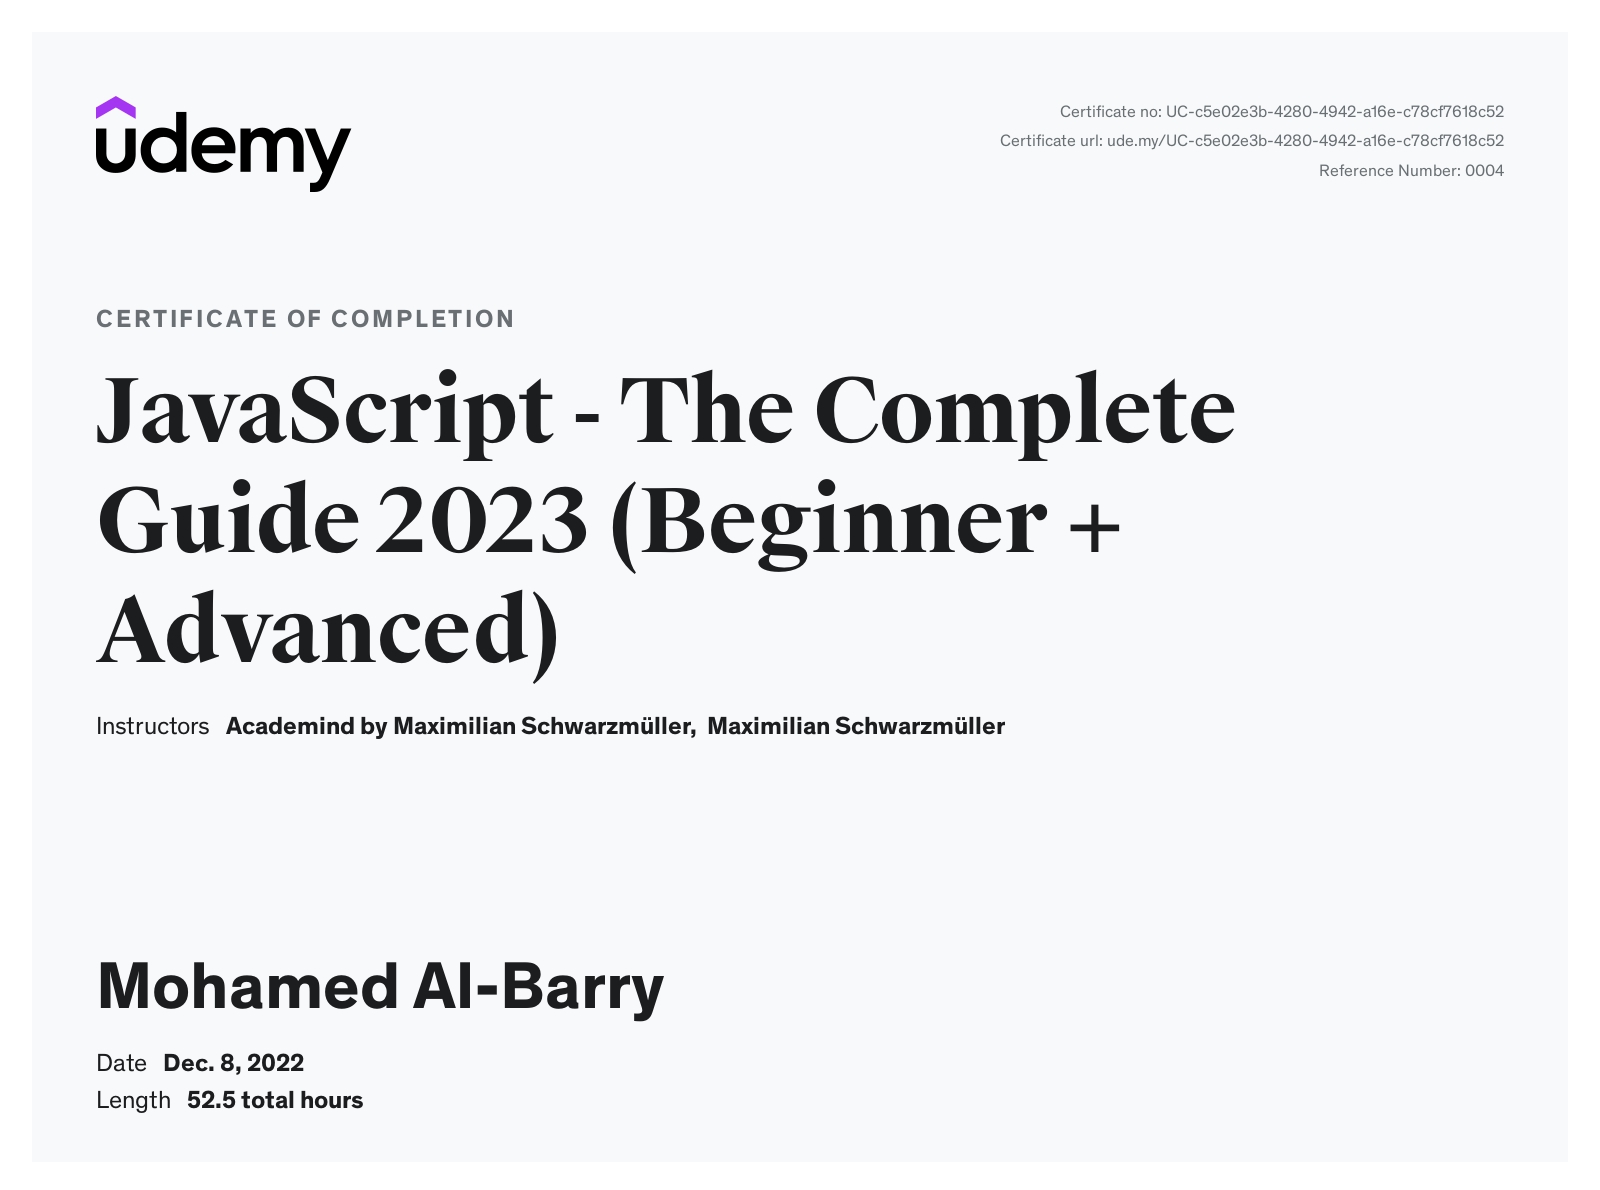 udemy
Certificate no: UC-c5e02e3b-4280-4942-a16e-c78cf7618c52
Certificate url: ude.my/UC-c5e02e3b-4280-4942-a16e-c78cf7618c52
Reference Number: 0004
CERTIFICATE OF COMPLETION
JavaScript - The Complete
Guide 2023 (Beginner +
Advanced)
Instructors Academind by Maximilian Schwarzmüller, Maximilian Schwarzmüller
Mohamed Al-Barry
Date Dec. 8, 2022
Length 52.5 total hours